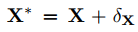 X* = X + δ_X